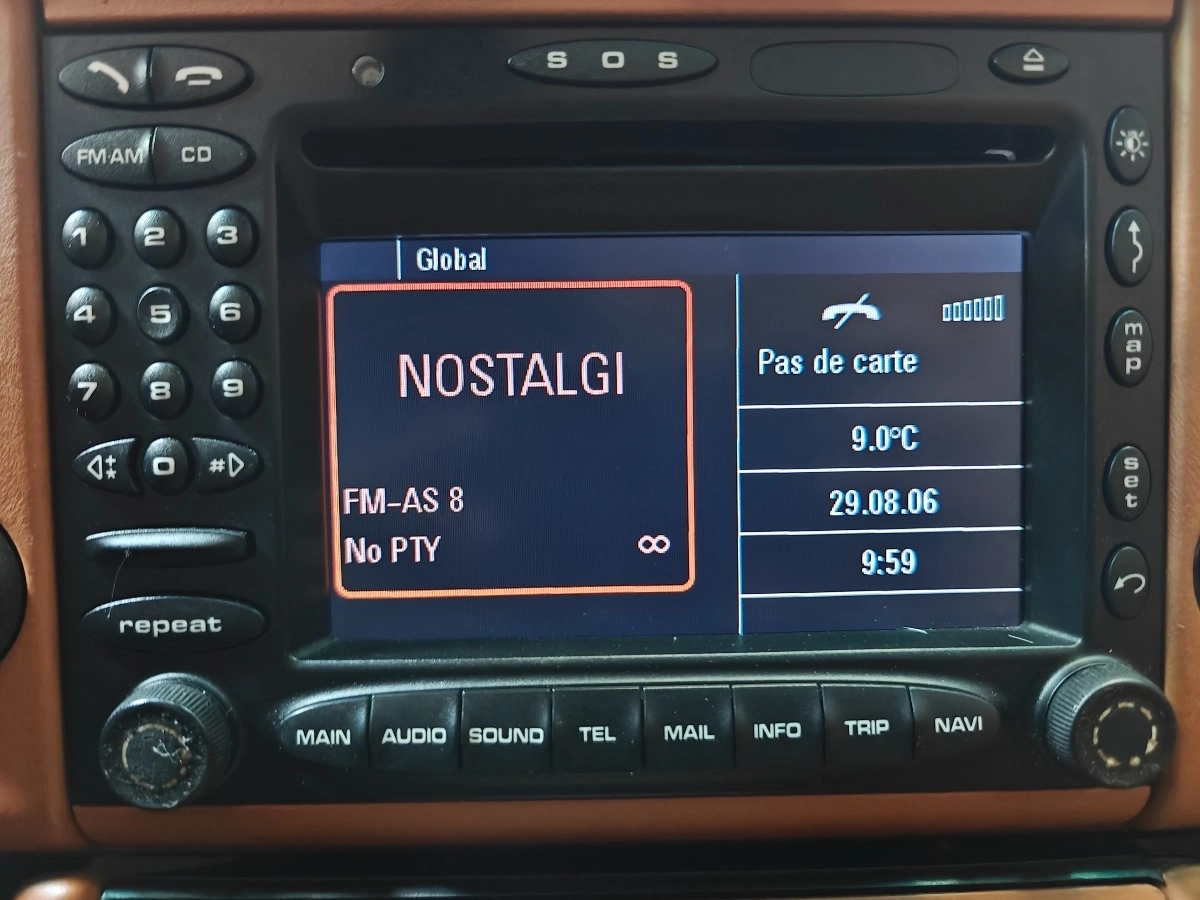 SOS
FM·AM CD
1 2 3
4 5 6
7 8 9
* 0 #
repeat
Global
NOSTALGI
FM-AS 8
No PTY
∞
Pas de carte
9.0°C
29.08.06
9:59
map
set
MAIN AUDIO SOUND TEL MAIL INFO TRIP NAVI